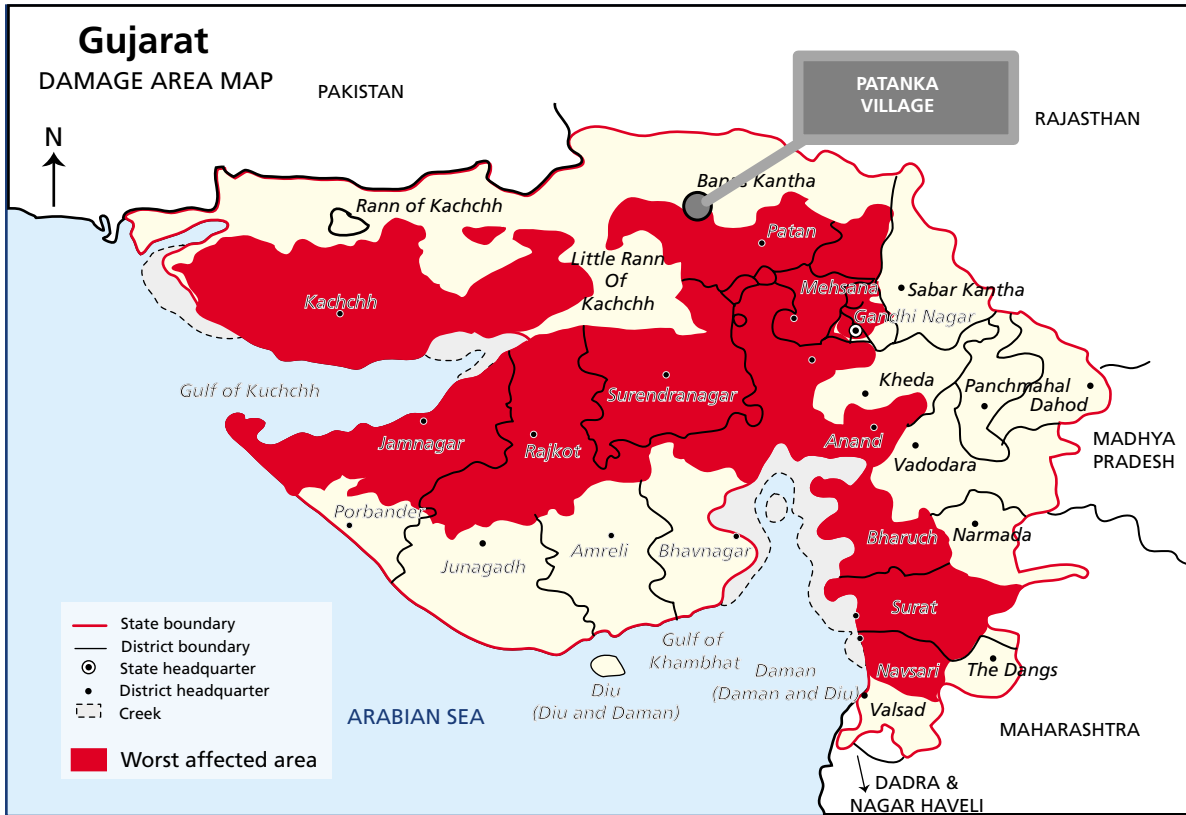 Gujarat
DAMAGE AREA MAP
PAKISTAN
PATANKA
VILLAGE
RAJASTHAN
N
Rann of Kachchh
Kantha
Patan
Little Rann
Of
Kachchh
Mehsana
Sabar Kantha
Gandhi Nagar
Kachchh
Gulf of Kuchchh
Surendranagar
Kheda
Panchmahal
Dahod
Jamnagar
Rajkot
Anand
Vadodara
MADHYA
PRADESH
Porbander
Junagadh
Amreli
Bhavnagar
Bharuch
Narmada
Surat
Gulf of
Khambhat
Daman
(Daman and Diu)
Navsari
The Dangs
Diu
(Diu and Daman)
Valsad
ARABIAN SEA
MAHARASHTRA
DADRA &
NAGAR HAVELI
State boundary
District boundary
State headquarter
District headquarter
Creek
Worst affected area